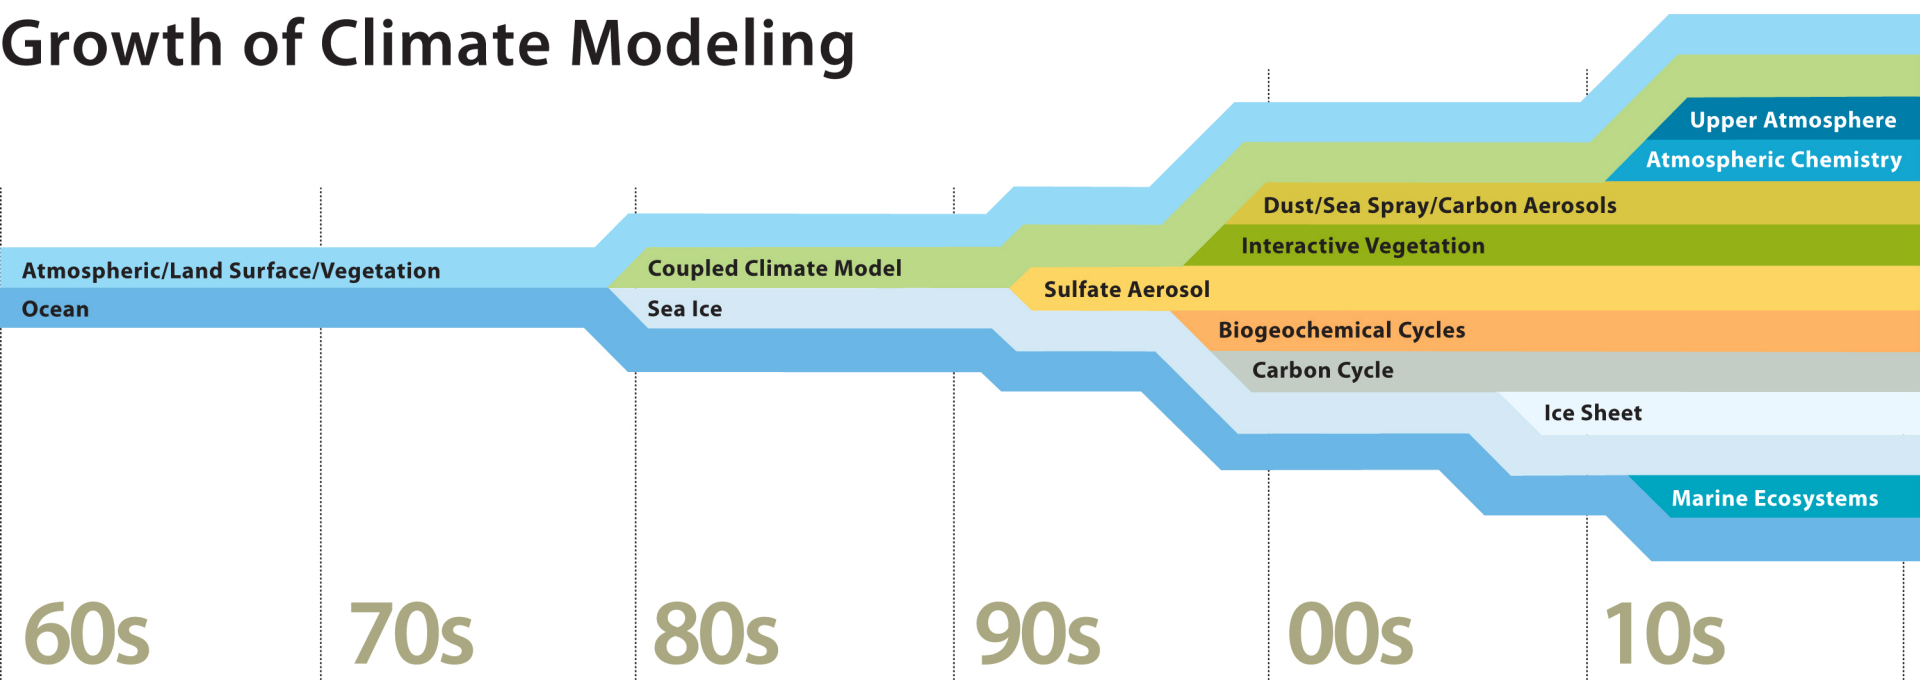 Growth of Climate Modeling
Upper Atmosphere
Atmospheric Chemistry
Dust/Sea Spray/Carbon Aerosols
Interactive Vegetation
Atmospheric/Land Surface/Vegetation
Coupled Climate Model
Sulfate Aerosol
Ocean
Sea Ice
Biogeochemical Cycles
Carbon Cycle
Ice Sheet
Marine Ecosystems
60s
70s
80s
90s
00s
10s